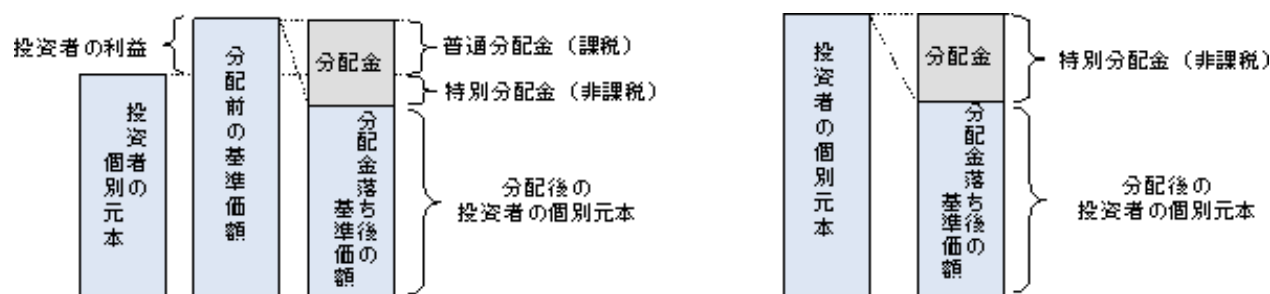 投資者の利益
投資者の
個別元本
分配前の基準価額
分配金
分配金落ち後の
基準価額
普通分配金（課税）
特別分配金（非課税）
分配後の
投資者の個別元本
投資者の個別元本
分配金
分配金落ち後の
基準価額
特別分配金（非課税）
分配後の
投資者の個別元本